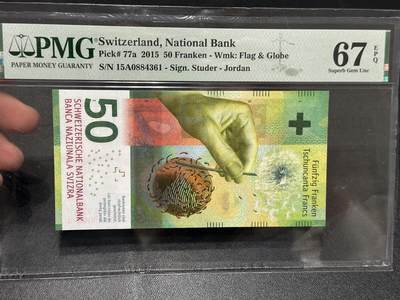 PMG
PAPER MONEY GUARANTY
Switzerland, National Bank
Pick# 77a 2015 50 Franken - Wmk: Flag & Globe
S/N 15A0884361 - Sign. Studer - Jordan
67 EPQ
Superb Gem Unc
50
SCHWEIZERISCHE NATIONALBANK
BANCA NAZIUNALA SVIZRA
Fünfzig Franken
Tschuncanta Francs